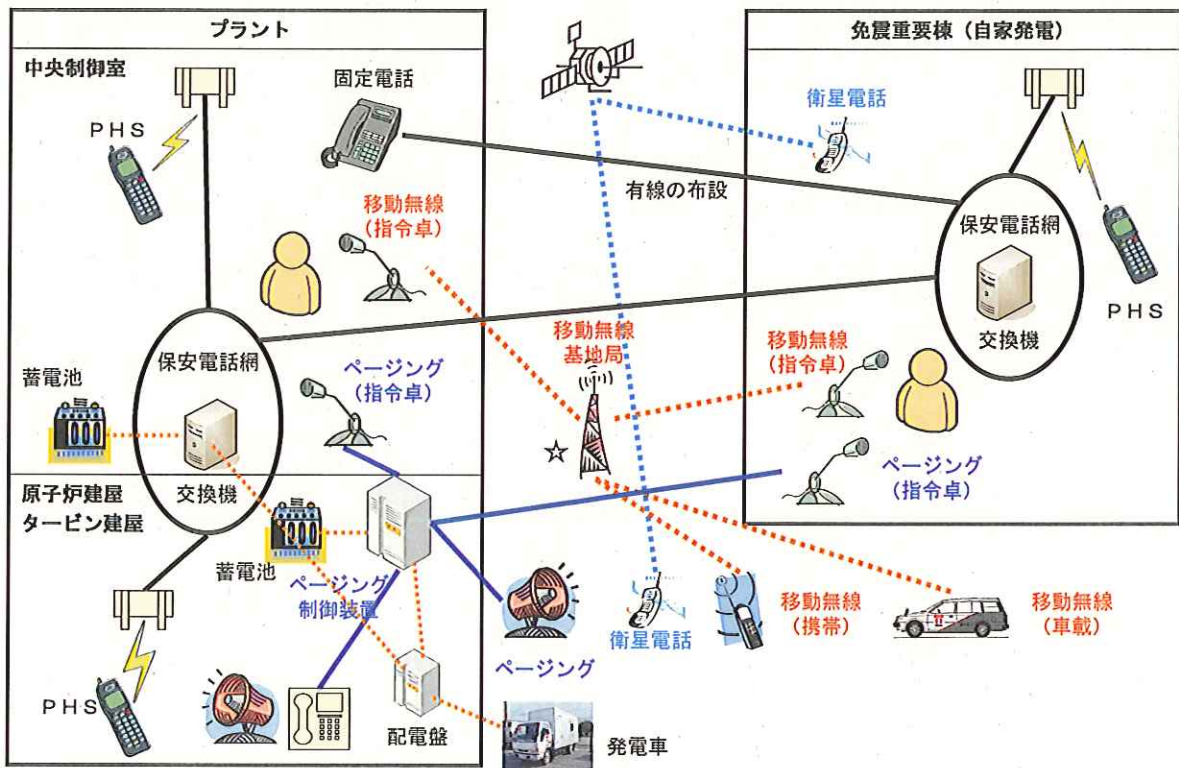 プラント
中央制御室
PHS
固定電話
移動無線
(指令卓)
保安電話網
蓄電池
ページング
(指令卓)
交換機
原子炉建屋
タービン建屋
蓄電池
ページング
制御装置
PHS
配電盤
有線の布設
移動無線
基地局
☆
ページング
衛星電話
移動無線
(携帯)
移動無線
(車載)
発電車
免震重要棟(自家発電)
衛星電話
保安電話網
交換機
PHS
移動無線
(指令卓)
ページング
(指令卓)